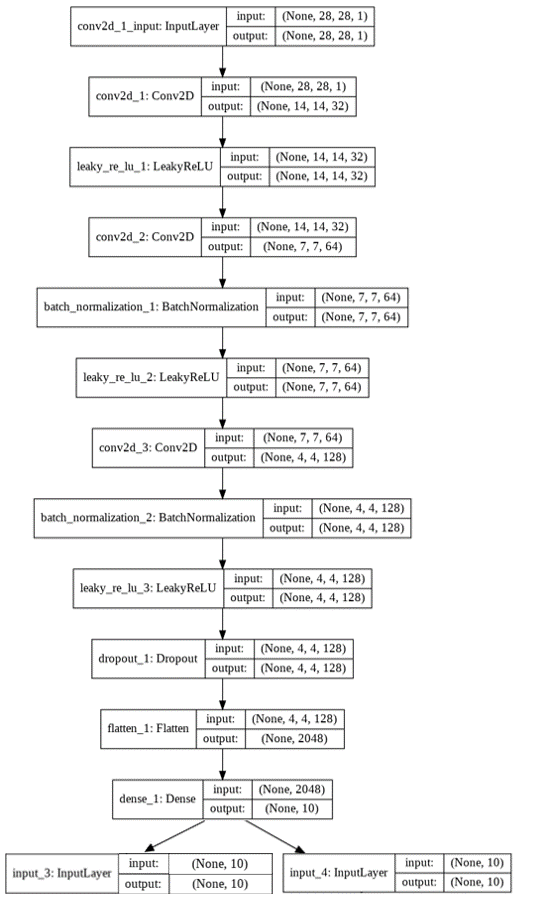 conv2d_1_input: InputLayer input: (None, 28, 28, 1)
output: (None, 28, 28, 1)
conv2d_1: Conv2D input: (None, 28, 28, 1)
output: (None, 14, 14, 32)
leaky_re_lu_1: LeakyReLU input: (None, 14, 14, 32)
output: (None, 14, 14, 32)
conv2d_2: Conv2D input: (None, 14, 14, 32)
output: (None, 7, 7, 64)
batch_normalization_1: BatchNormalization input: (None, 7, 7, 64)
output: (None, 7, 7, 64)
leaky_re_lu_2: LeakyReLU input: (None, 7, 7, 64)
output: (None, 7, 7, 64)
conv2d_3: Conv2D input: (None, 7, 7, 64)
output: (None, 4, 4, 128)
batch_normalization_2: BatchNormalization input: (None, 4, 4, 128)
output: (None, 4, 4, 128)
leaky_re_lu_3: LeakyReLU input: (None, 4, 4, 128)
output: (None, 4, 4, 128)
dropout_1: Dropout input: (None, 4, 4, 128)
output: (None, 4, 4, 128)
flatten_1: Flatten input: (None, 4, 4, 128)
output: (None, 2048)
dense_1: Dense input: (None, 2048)
output: (None, 10)
input_3: InputLayer input: (None, 10)
output: (None, 10)
input_4: InputLayer input: (None, 10)
output: (None, 10)